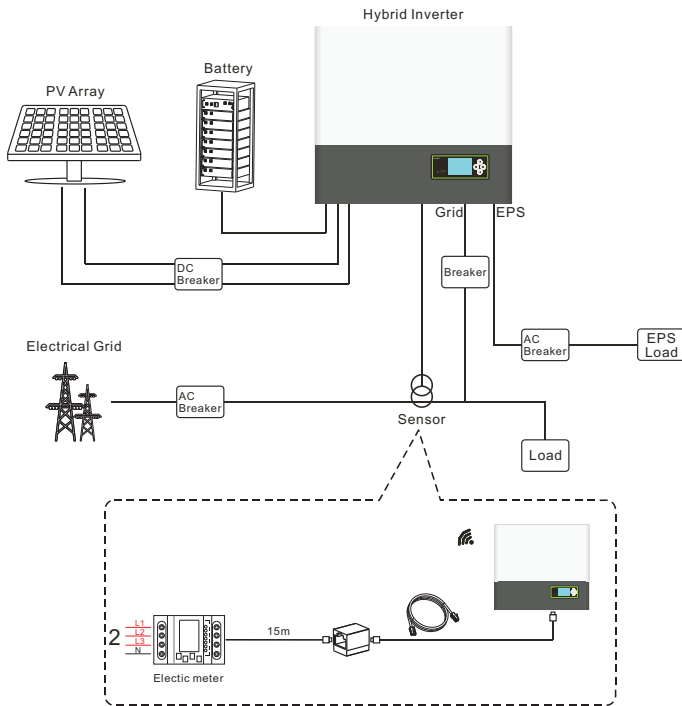 Hybrid Inverter
Battery
PV Array
Grid
EPS
DC
Breaker
Breaker
AC
Breaker
EPS
Load
Electrical Grid
AC
Breaker
Sensor
Load
L1
L2
2
L3
N
15m
Electic meter